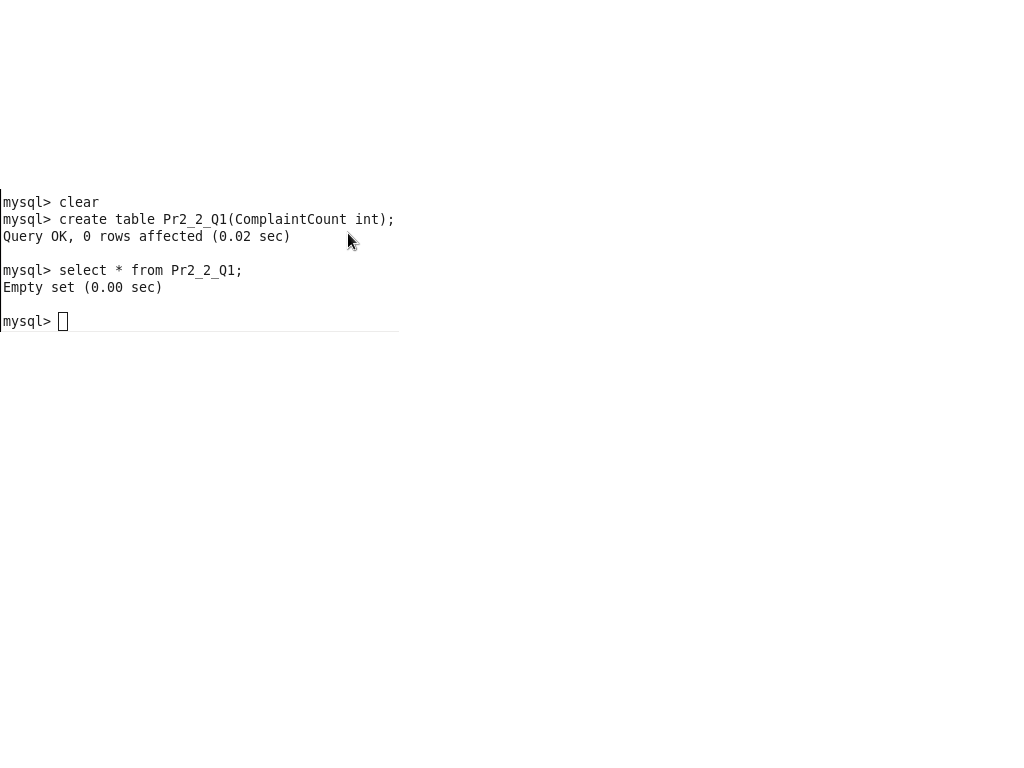 mysql> clear
mysql> create table Pr2_2_Q1(ComplaintCount int);
Query OK, 0 rows affected (0.02 sec)
mysql> select * from Pr2_2_Q1;
Empty set (0.00 sec)
mysql>